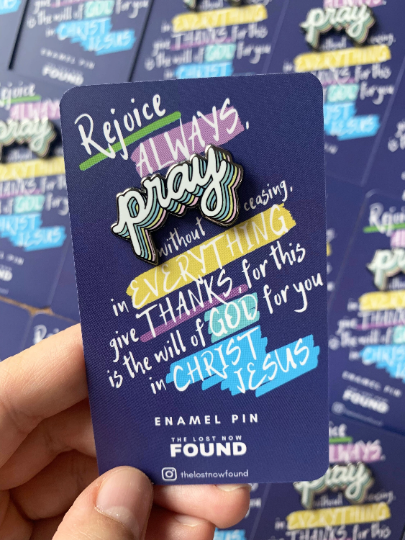 Rejoice
ALWAYS,
pray
without ceasing,
in EVERYTHING
give THANKS, for this
is the will of GOD for you
in CHRIST
JESUS
ENAMEL PIN
THE LOST NOW
FOUND
thelostnowfound